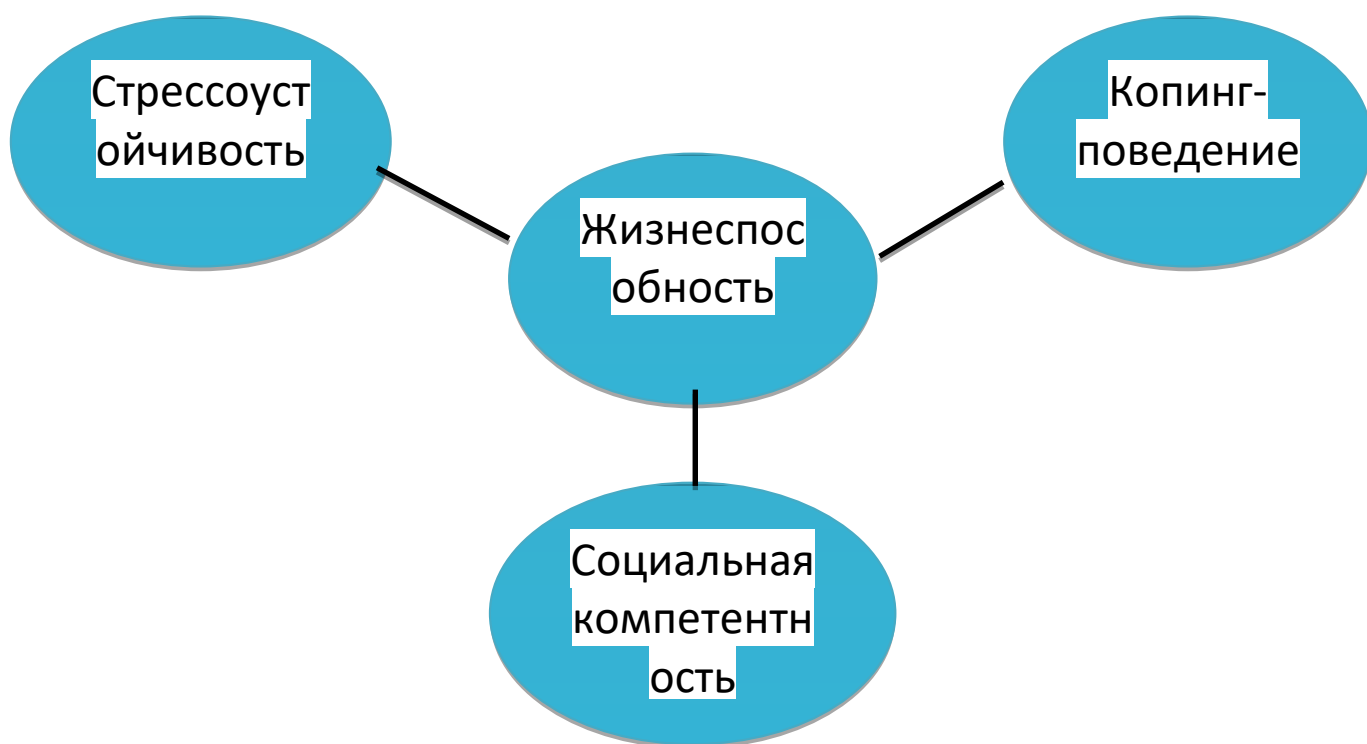 Стрессоуст
ойчивость
Копинг-
поведение
Жизнеспос
обность
Социальная
компетентн
ость